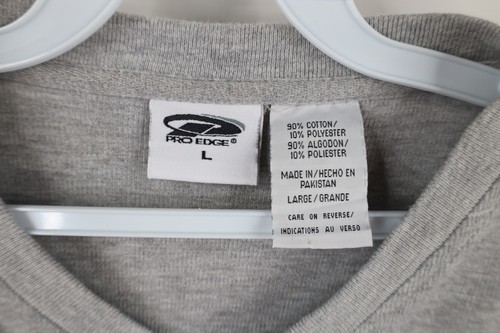 PRO EDGE®
L
90% COTTON/
10% POLYESTER
90% ALGODON/
10% POLIESTER
MADE IN/HECHO EN
PAKISTAN
LARGE/GRANDE
CARE ON REVERSE/
INDICATIONS AU VERSO